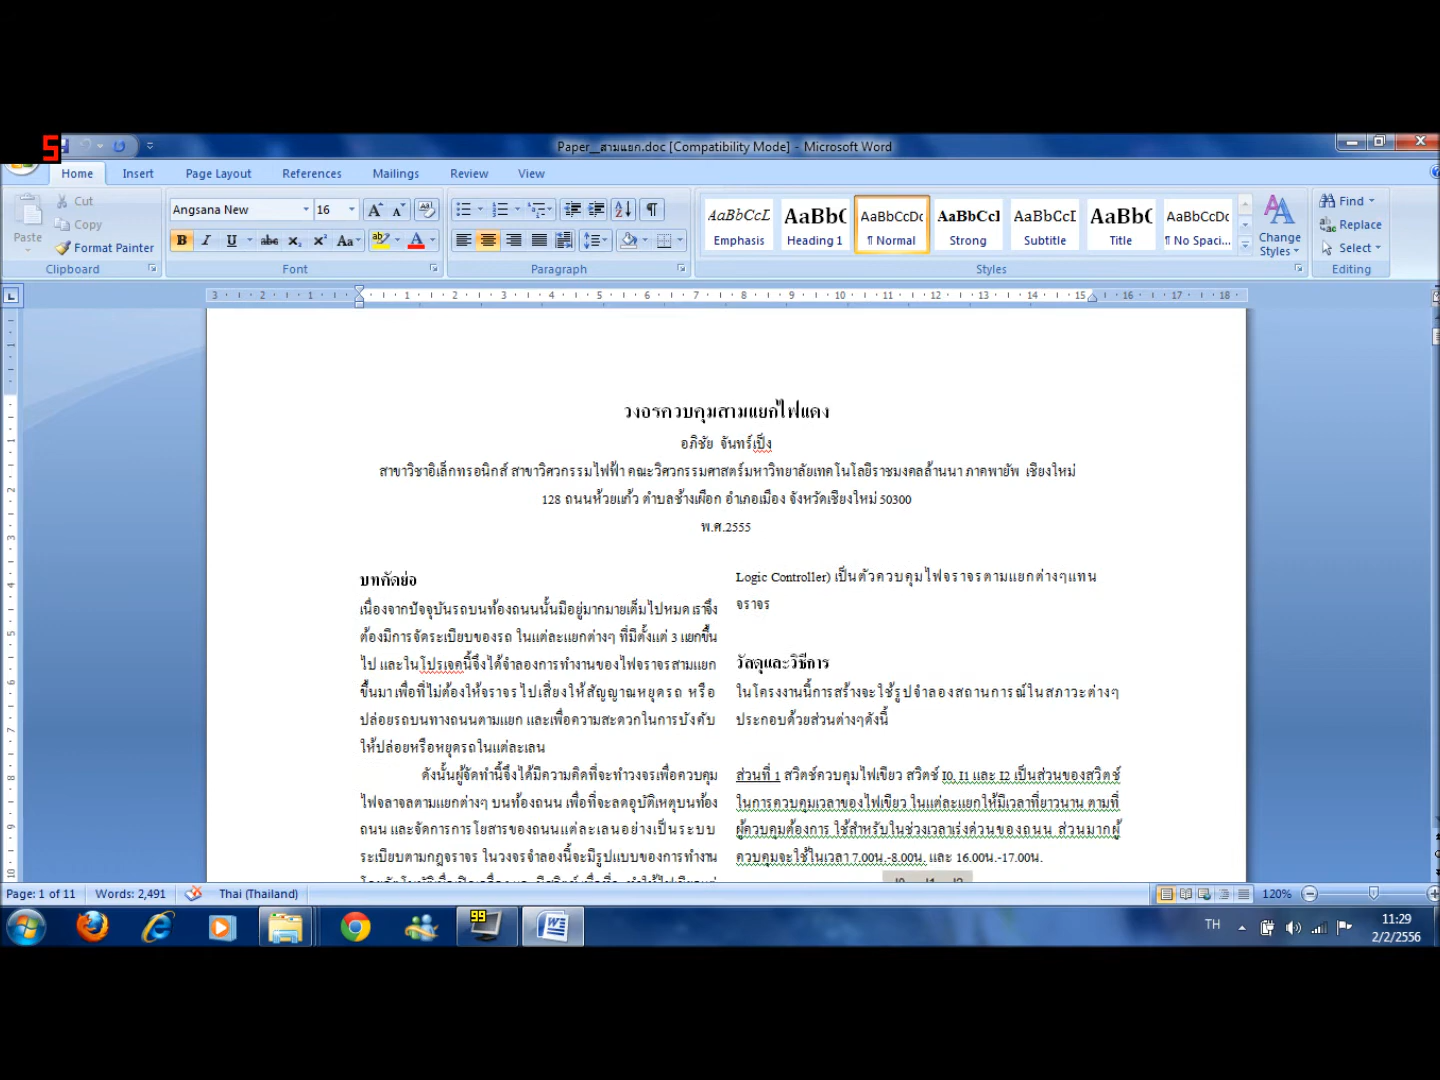 S
Paper__สามแยก.doc [Compatibility Mode] - Microsoft Word
Home Insert Page Layout References Mailings Review View
Paste
Cut
Copy
Format Painter
Clipboard
Angsana New 16
B I U abc X₂ X² Aa ab A
Font
Paragraph
AaBbCcL AaBb( AaBbCcDc AaBbCcl AaBbCcD AaBbC AaBbCcDc
Emphasis Heading 1 ¶ Normal Strong Subtitle Title ¶ No Spaci...
Change Styles
Styles
Find
Replace
Select
Editing
3 2 1 1 2 3 4 5 6 7 8 9 10 11 12 13 14 15 16 17 18
วงอรควบคุมสามแยกไฟแดง
อภิชัย จันทร์เป็ง
สาขาวิชาอิเล็กทรอนิกส์ สาขาวิศวกรรมไฟฟ้า คณะวิศวกรรมศาสตร์มหาวิทยาลัยเทคโนโลยีราชมงคลล้านนา ภาคพายัพ เชียงใหม่
128 ถนนห้วยแก้ว ตำบลช้างเผือก อำเภอเมือง จังหวัดเชียงใหม่ 50300
พ.ศ.2555
บทคัดย่อ
เนื่องจากปัจจุบันรถบนท้องถนนนั้นมีอยู่มากมายเต็มไปหมด เราจึง
ต้องมีการจัดระเบียบของรถ ในแต่ละแยกต่างๆ ที่มีตั้งแต่ 3 แยกขึ้น
ไป และใน โปรเจคนี้จึงได้จำลองการทำงานของไฟจราจรสามแยก
ขึ้นมา เพื่อที่ไม่ต้องให้จราจร ไปเสี่ยงให้สัญญาณหยุดรถ หรือ
ปล่อยรถบนทางถนนตามแยก และเพื่อความสะดวกในการบังคับ
ให้ปล่อยหรือหยุดรถในแต่ละเลน
ดังนั้นผู้จัดทำนี้จึงได้มีความคิดที่จะทำวงจรเพื่อควบคุม
ไฟจลาจลตามแยกต่างๆ บนท้องถนน เพื่อที่จะลดอุบัติเหตุบนท้อง
ถนน และจัดการการโยสารของถนนแต่ละเลนอย่างเป็นระบบ
ระเบียบตามกฎจราจร ในวงจรจำลองนี้จะมีรูปแบบของการทำงาน
Logic Controller) เป็นตัวควบคุมไฟจราจรตามแยกต่างๆแทน
จราจร
วัสดุและวิธีการ
ในโครงงานนี้การสร้างจะใช้รูปจำลองสถานการณ์ในสภาวะต่างๆ
ประกอบด้วยส่วนต่างๆดังนี้
ส่วนที่ 1 สวิตช์ควบคุมไฟเขียว สวิตช์ I0, I1 และ I2 เป็นส่วนของสวิตช์
ในการควบคุมเวลาของไฟเขียว ในแต่ละแยกให้มีเวลาที่ยาวนาน ตามที่
ผู้ควบคุมต้องการ ใช้สำหรับในช่วงเวลาเร่งด่วนของถนน ส่วนมากผู้
ควบคุมจะใช้ในเวลา 7.00น.-8.00น. และ 16.00น.-17.00น.
Page: 1 of 11 Words: 2,491 Thai (Thailand) 120%
99
TH
11:29
2/2/2556